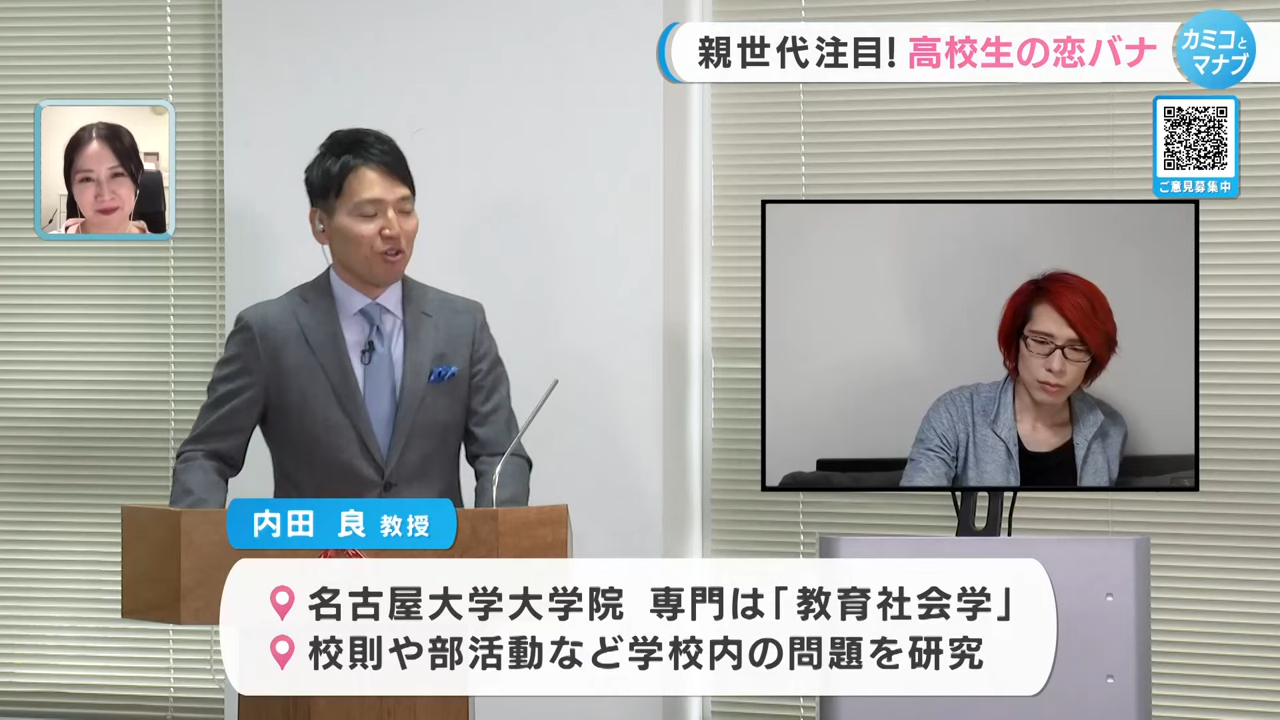 親世代注目!高校生の恋バナ
カミコと
マナブ
ご意見募集中
内田 良 教授
名古屋大学大学院 専門は「教育社会学」
校則や部活動など学校内の問題を研究